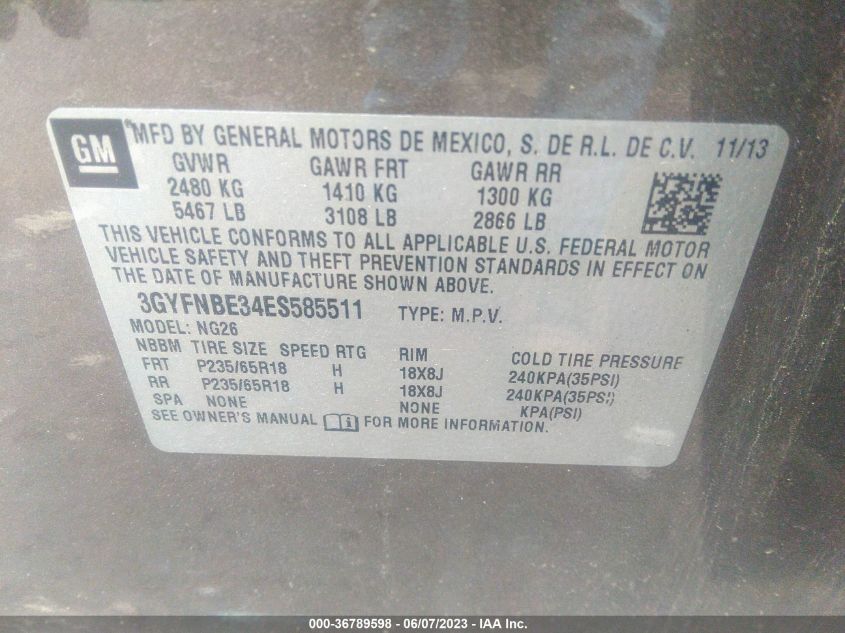 GM
MFD BY GENERAL MOTORS DE MEXICO, S. DE R.L. DE C.V. 11/13
GVWR GAWR FRT GAWR RR
2480 KG 1410 KG 1300 KG
5467 LB 3108 LB 2866 LB
THIS VEHICLE CONFORMS TO ALL APPLICABLE U.S. FEDERAL MOTOR
VEHICLE SAFETY AND THEFT PREVENTION STANDARDS IN EFFECT ON
THE DATE OF MANUFACTURE SHOWN ABOVE.
3GYFNBE34ES585511 TYPE: M.P.V.
MODEL: NG26
NBBM TIRE SIZE SPEED RTG RIM COLD TIRE PRESSURE
FRT P235/65R18 H 18X8J 240KPA(35PSI)
RR P235/65R18 H 18X8J 240KPA(35PSI)
SPA NONE NONE KPA(PSI)
SEE OWNER'S MANUAL FOR MORE INFORMATION.
000-36789598 - 06/07/2023 - IAA Inc.